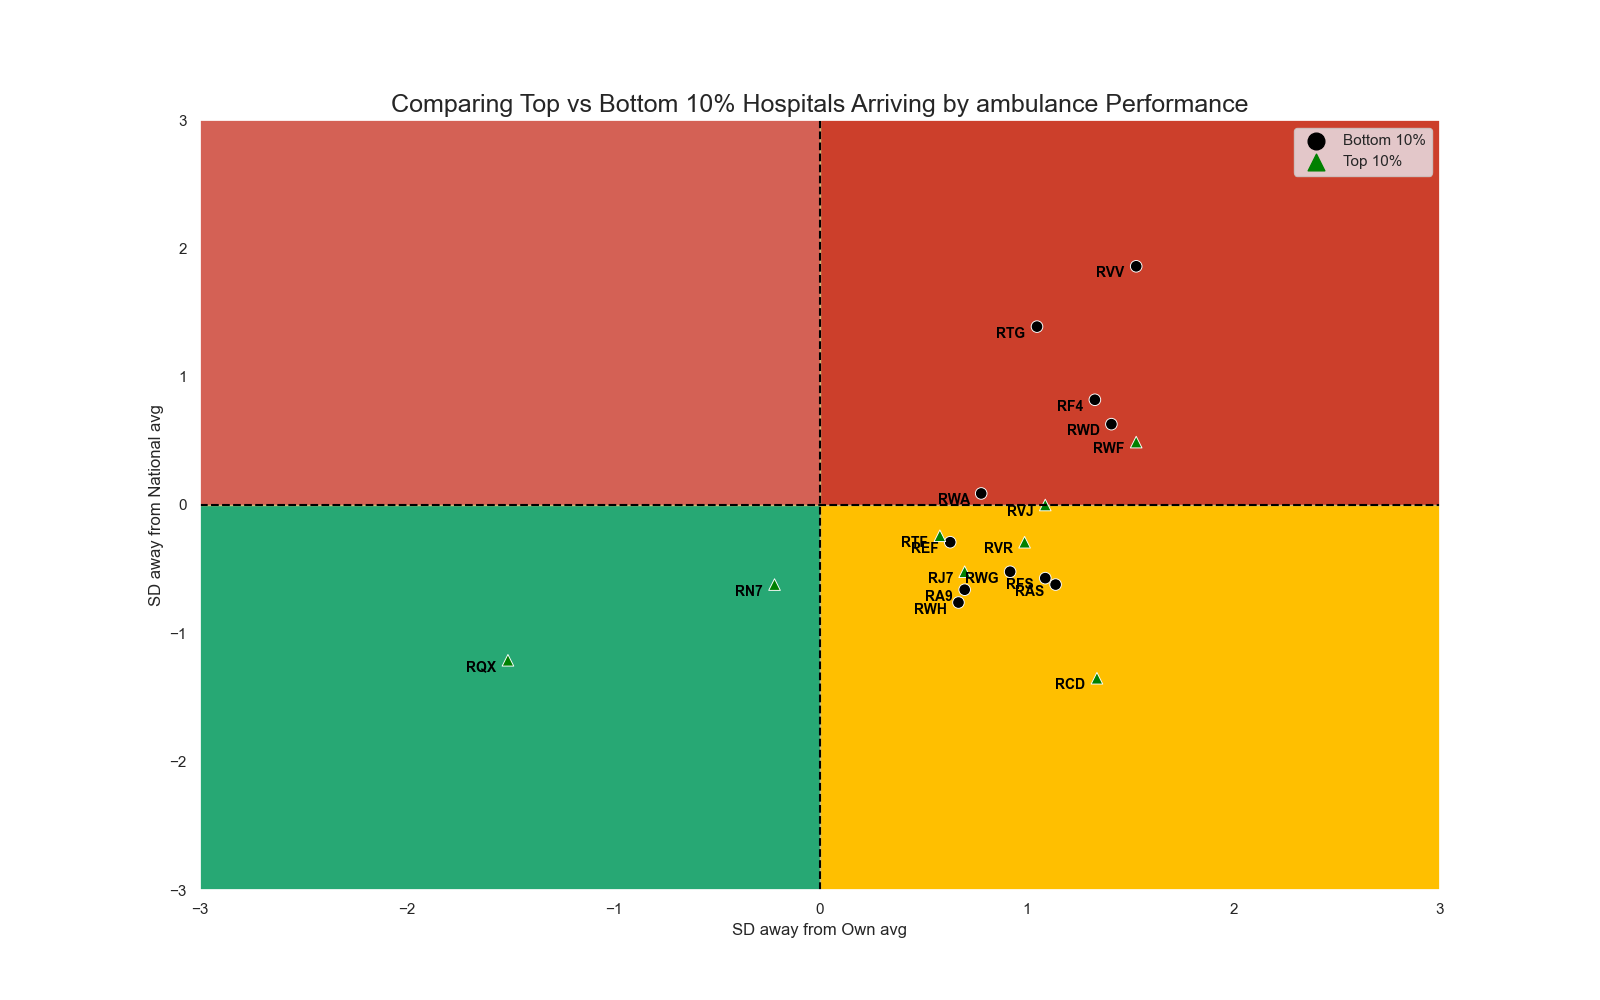 Comparing Top vs Bottom 10% Hospitals Arriving by ambulance Performance
3
Bottom 10%
Top 10%
2
RVV
RTG
1
RF4
SD away from National avg
RWD
RWF
RWA
0
RVJ
RTF
REF
RVR
RJ7
RWG
RFS
RN7
RAS
RA9
RWH
−1
RQX
RCD
−2
−3
−3
−2
−1
0
1
2
3
SD away from Own avg